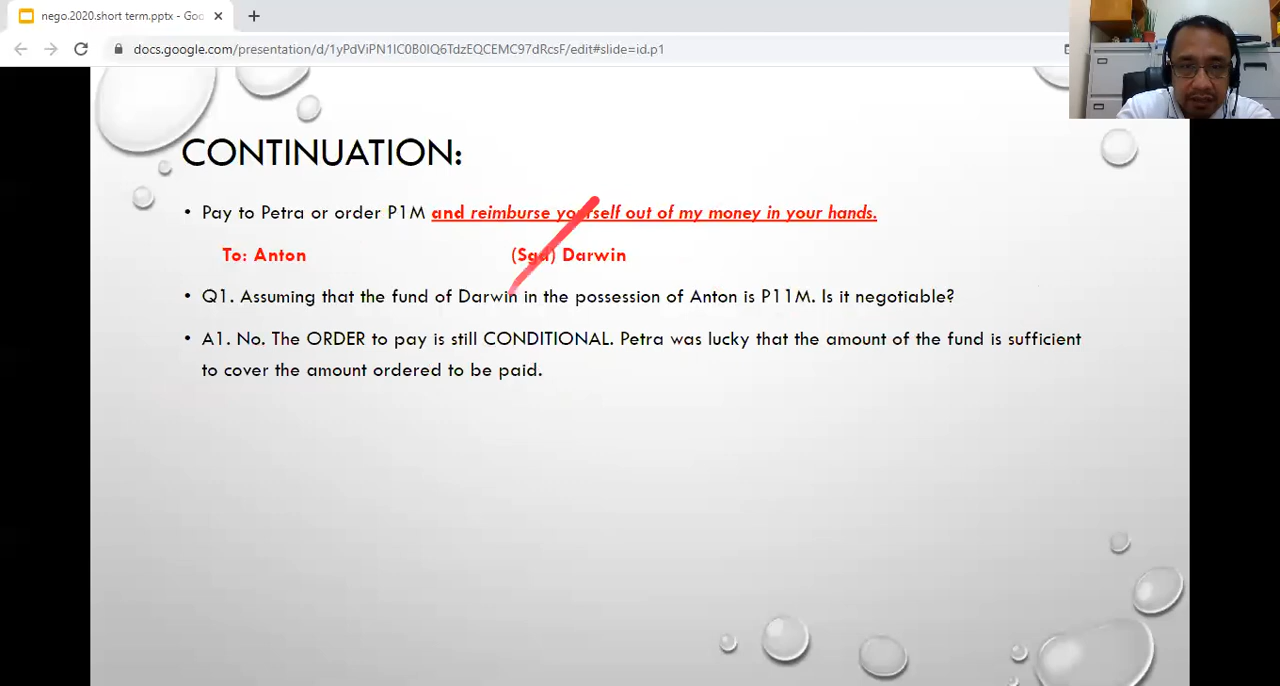 nego.2020.short term.pptx - Goo
docs.google.com/presentation/d/1yPdViPN1lC0B0IQ6TdzEQCEMC97dRcsF/edit#slide=id.p1
CONTINUATION:
• Pay to Petra or order P1M and reimburse yourself out of my money in your hands.
To: Anton (Sgd) Darwin
• Q1. Assuming that the fund of Darwin in the possession of Anton is P11M. Is it negotiable?
• A1. No. The ORDER to pay is still CONDITIONAL. Petra was lucky that the amount of the fund is sufficient
to cover the amount ordered to be paid.